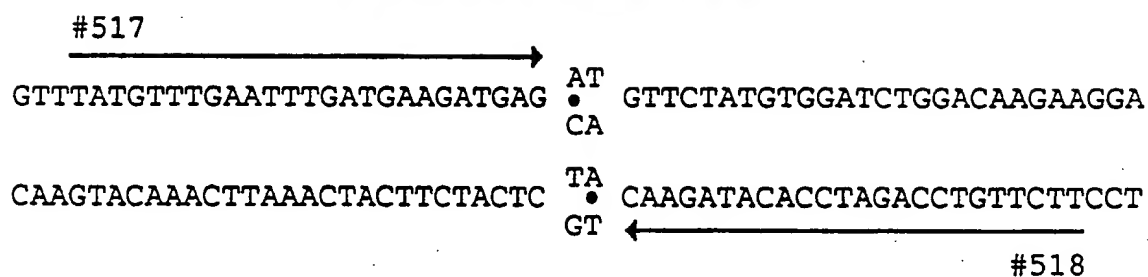 #517
AT
GTTTATGTTTGAATTTGATGAAGATGAG • GTTCTATGTGGATCTGGACAAGAAGGA
CA
TA
CAAGTACAAACTTAAACTACTTCTACTC • CAAGATACACCTAGACCTGTTCTTCCT
GT
#518